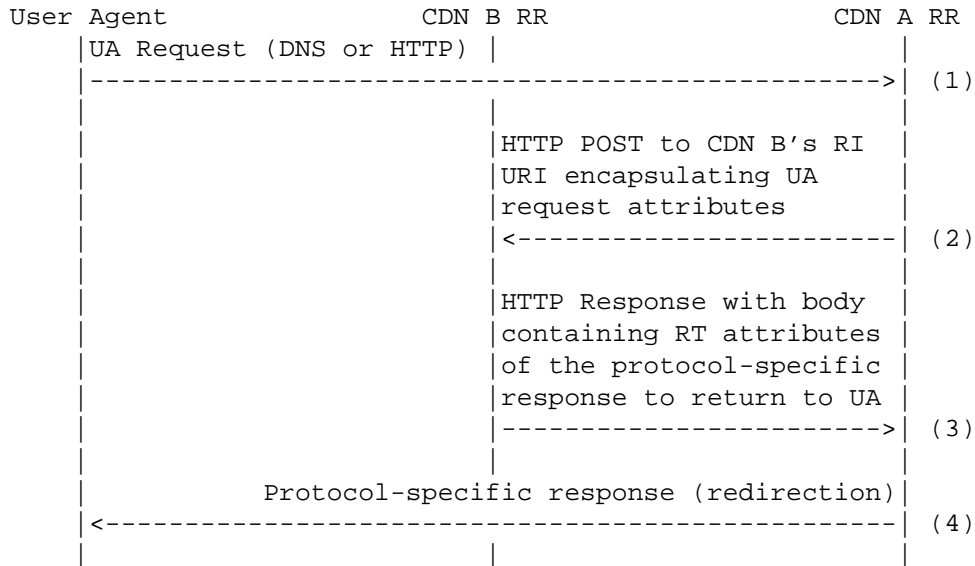 User Agent CDN B RR CDN A RR
UA Request (DNS or HTTP)
(1)
HTTP POST to CDN B's RI
URI encapsulating UA
request attributes
(2)
HTTP Response with body
containing RT attributes
of the protocol-specific
response to return to UA
(3)
Protocol-specific response (redirection)
(4)